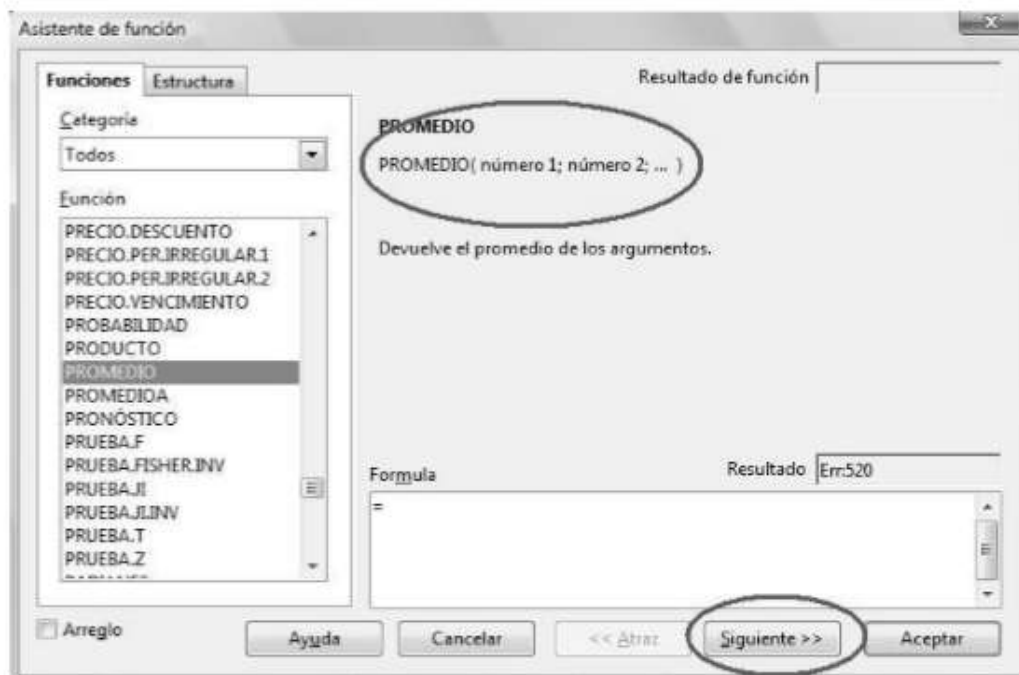 Asistente de función
Funciones
Estructura
Categoría
Todos
Función
PRECIO.DESCUENTO
PRECIO.PER.IRREGULAR.1
PRECIO.PER.IRREGULAR.2
PRECIO.VENCIMIENTO
PROBABILIDAD
PRODUCTO
PROMEDIO
PROMEDIOA
PRONÓSTICO
PRUEBA.F
PRUEBA.FISHER.INV
PRUEBA.JI
PRUEBA.JI.INV
PRUEBA.T
PRUEBA.Z
Resultado de función
PROMEDIO
PROMEDIO( número 1; número 2; ... )
Devuelve el promedio de los argumentos.
Formula
Resultado Err:520
=
Arreglo
Ayuda
Cancelar
<< Atraz
Siguiente >>
Aceptar